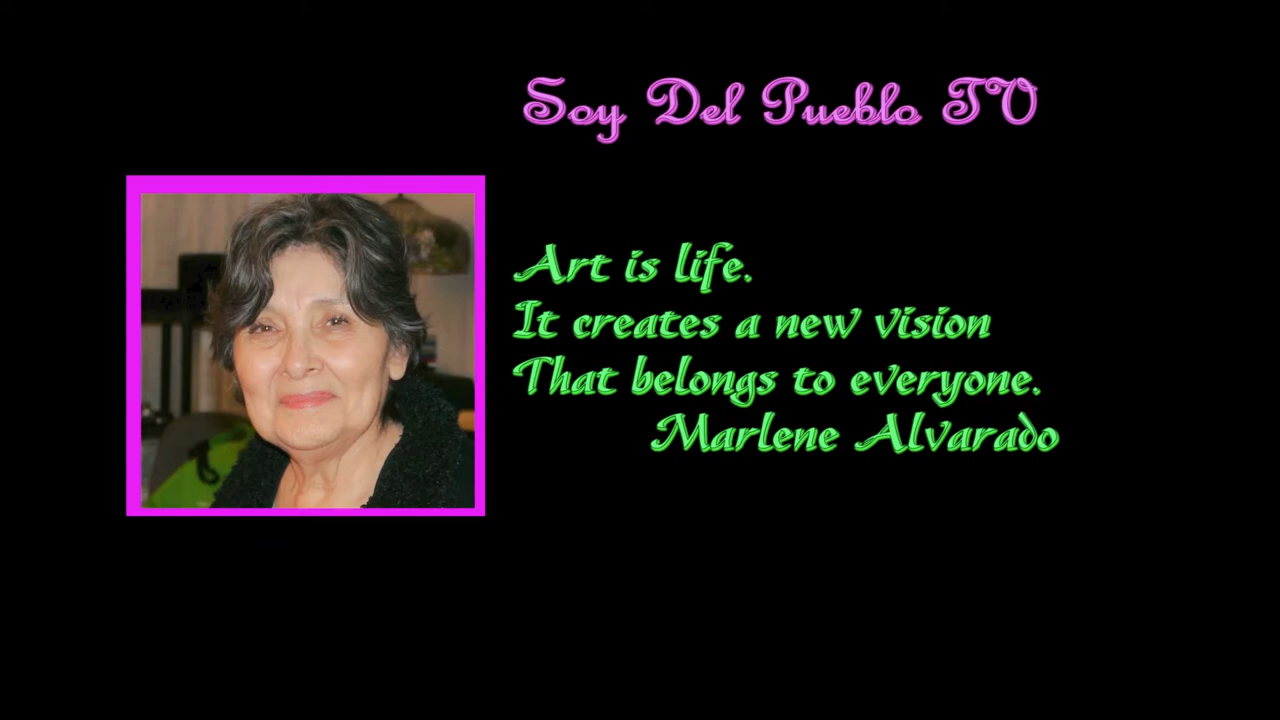 Soy Del Pueblo TV
Art is life.
It creates a new vision
That belongs to everyone.
Marlene Alvarado